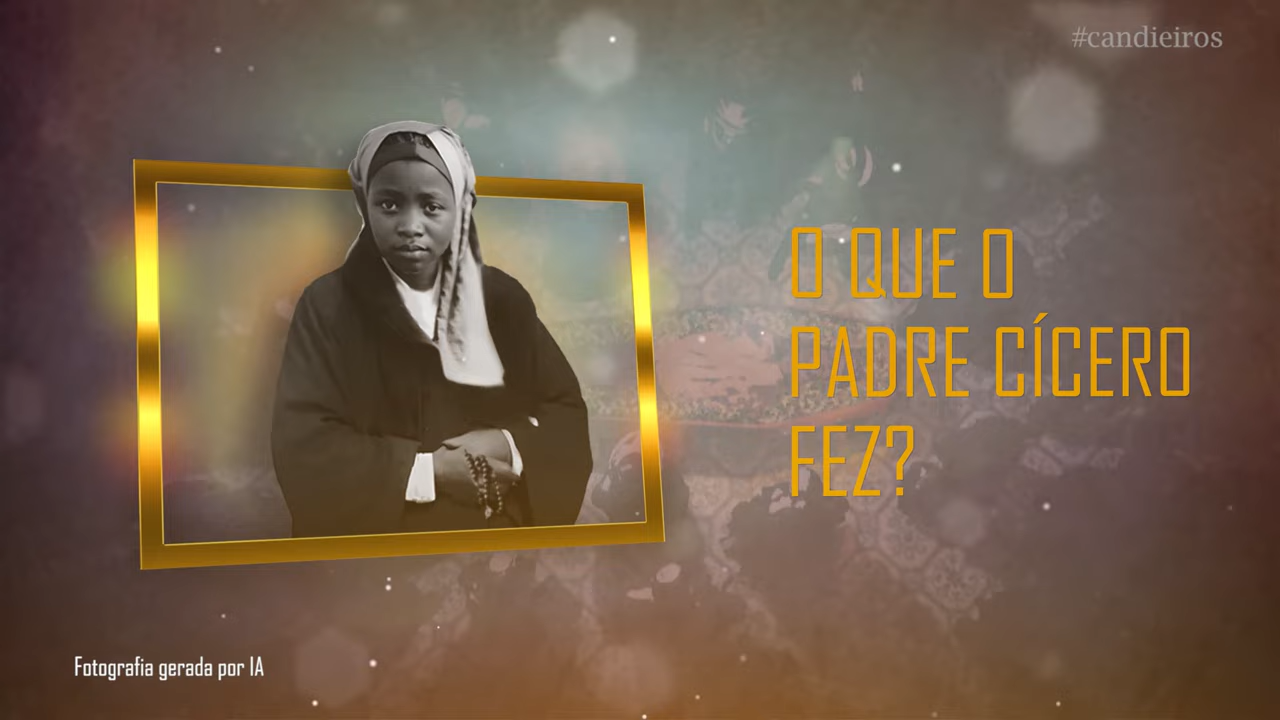 #candieiros
O QUE O
PADRE CÍCERO
FEZ?
Fotografia gerada por IA